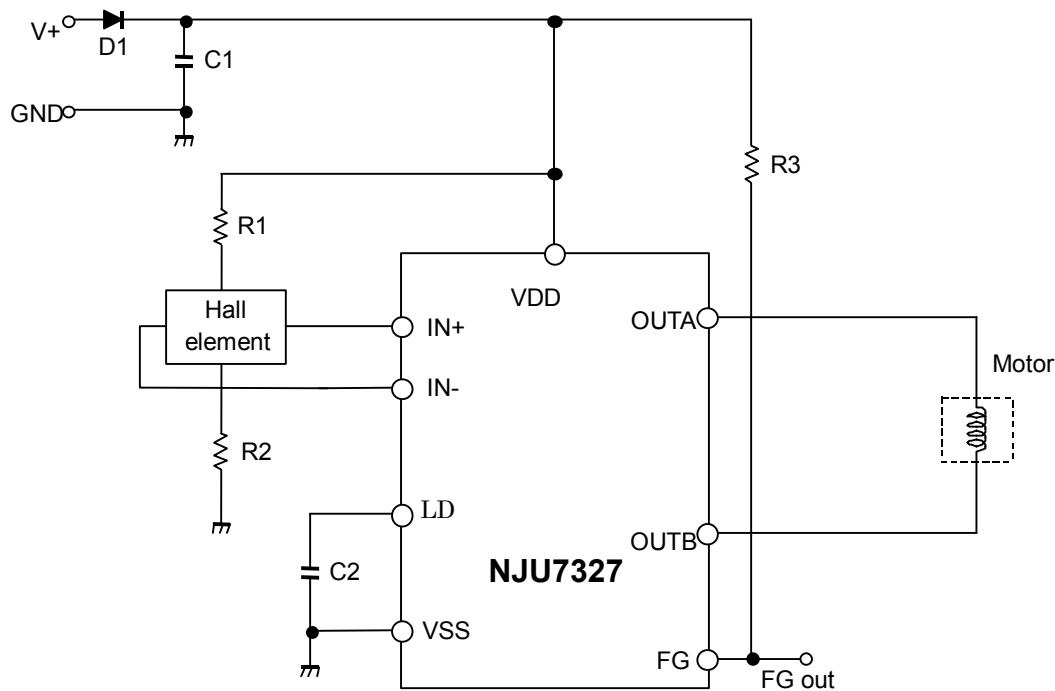 V+
D1
C1
GND
R3
R1
VDD
Hall
element
IN+
OUTA
Motor
IN-
R2
LD
OUTB
C2
NJU7327
VSS
FG
FG out